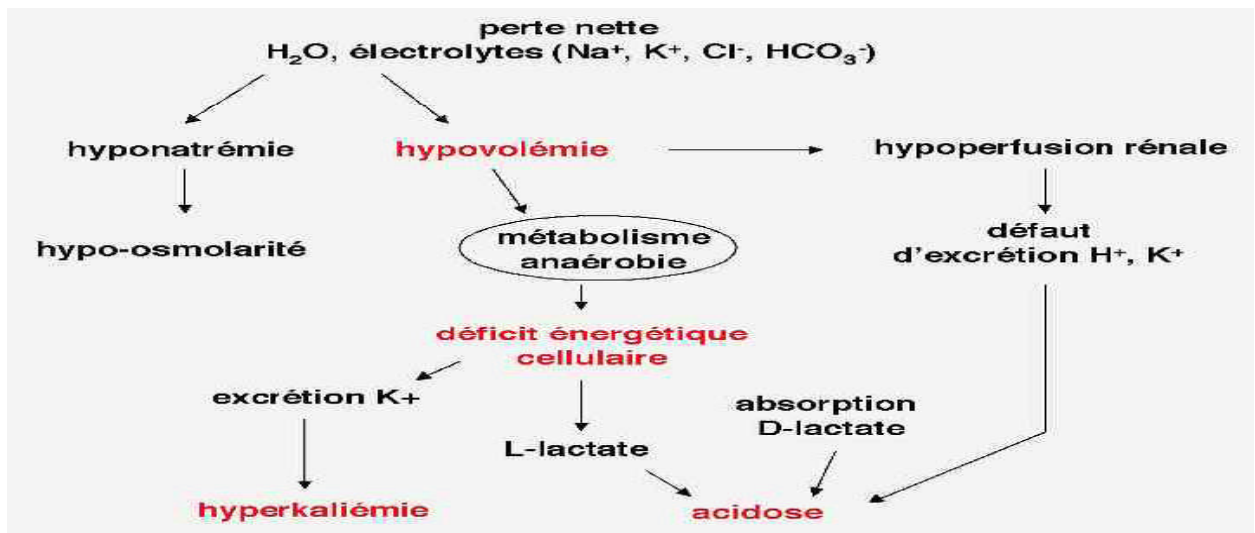 perte nette
H₂O, électrolytes (Na⁺, K⁺, Cl⁻, HCO₃⁻)
hyponatrémie
hypovolémie
hypoperfusion rénale
hypo-osmolarité
métabolisme
anaérobie
défaut
d'excrétion H⁺, K⁺
déficit énergétique
cellulaire
excrétion K+
absorption
D-lactate
L-lactate
hyperkaliémie
acidose